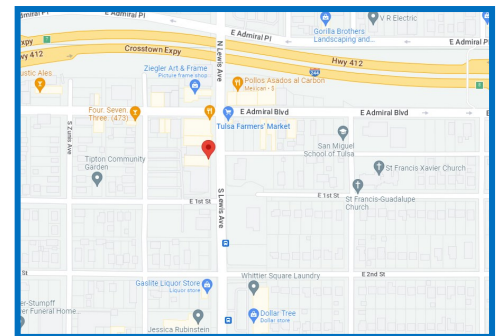 E Admiral Pl
E Admiral Pl
V R Electric
Gorilla Brothers
Landscaping and...
E Admiral Pl
Crosstown Expy
N Lewis Ave
Hwy 412
Ziegler Art & Frame
Picture frame shop
Pollos Asados al Carbon
Mexican • $
244
Four. Seven.
Three. (473)
E Admiral Blvd
E Admiral Blvd
Tulsa Farmers' Market
S Zunis Ave
San Miguel
School of Tulsa
Tipton Community
Garden
St Francis Xavier Church
E 1st St
E 1st St
St Francis-Guadalupe
Church
S Lewis Ave
St
Whittier Square Laundry
E 2nd St
Gaslite Liquor Store
Liquor store
Dollar Tree
Dollar store
Jessica Rubinstein